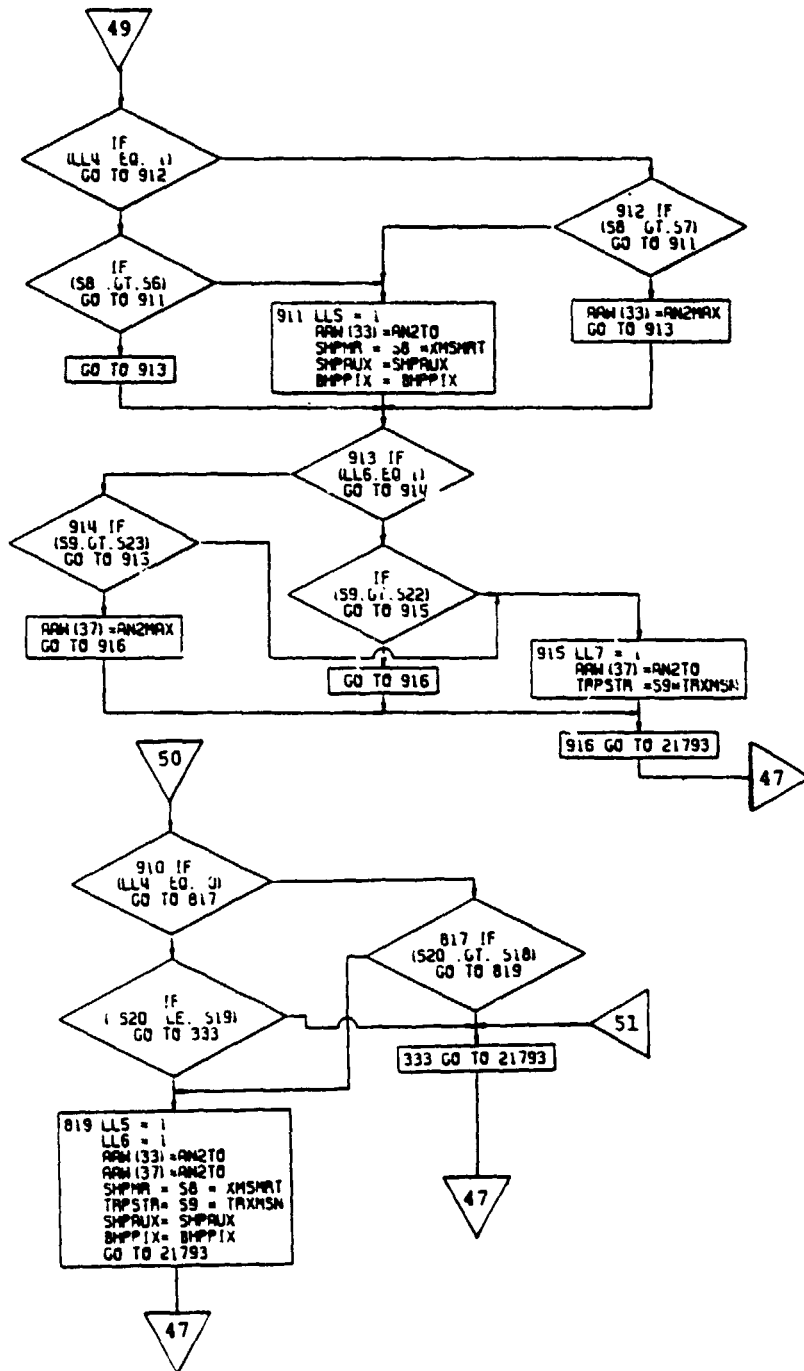 49
IF
(LL4 EQ. 1)
GO TO 912
912 IF
(S8 .GT.S7)
GO TO 911
IF
(S8 .GT.S6)
GO TO 911
911 LL5 = 1
AAW(33)=AN2TO
SHPMR = S8 *XMSMRT
SHPAUX =SHPAUX
BHPPIX = BHPPIX
AAW(33)=AN2MAX
GO TO 913
GO TO 913
913 IF
(LL6.EQ 1)
GO TO 914
914 IF
(S9.GT.S23)
GO TO 915
IF
(S9.GT.S22)
GO TO 915
AAW(37)=AN2MAX
GO TO 916
GO TO 916
915 LL7 = 1
AAW(37)=AN2TO
TRPSTR =S9*TRXMSN
916 GO TO 21793
47
50
910 IF
(LL4 EQ. 0)
GO TO 817
817 IF
(S20 .GT. S18)
GO TO 819
IF
( S20 LE. S19)
GO TO 333
51
333 GO TO 21793
819 LL5 = 1
LL6 = 1
AAW(33)=AN2TO
AAW(37)=AN2TO
SHPMR = S8 * XMSMRT
TRPSTR= S9 * TRXMSN
SHPAUX= SHPAUX
BHPPIX= BHPPIX
GO TO 21793
47
47